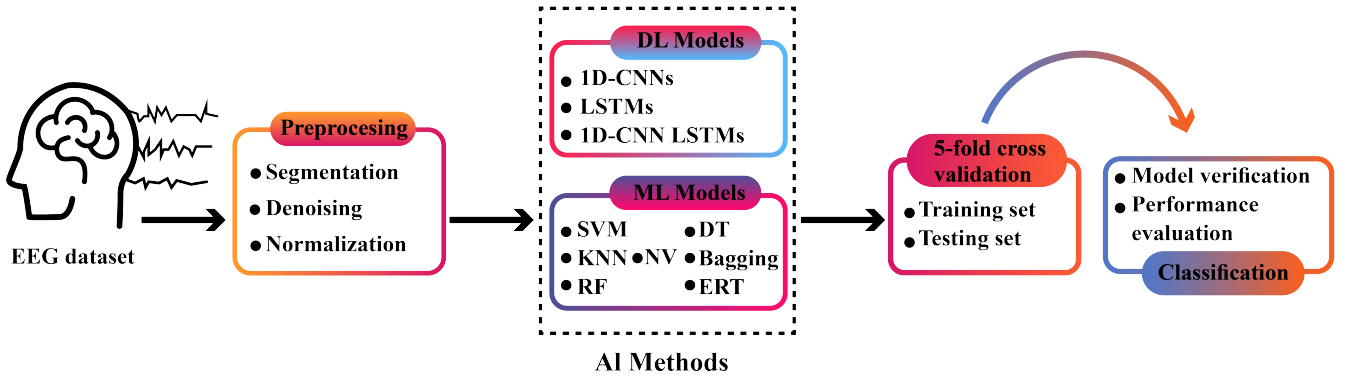 EEG dataset
Preprocesing
Segmentation
Denoising
Normalization
DL Models
1D-CNNs
LSTMs
1D-CNN LSTMs
ML Models
SVM
DT
KNN
NV
Bagging
RF
ERT
AI Methods
5-fold cross
validation
Training set
Testing set
Model verification
Performance
evaluation
Classification